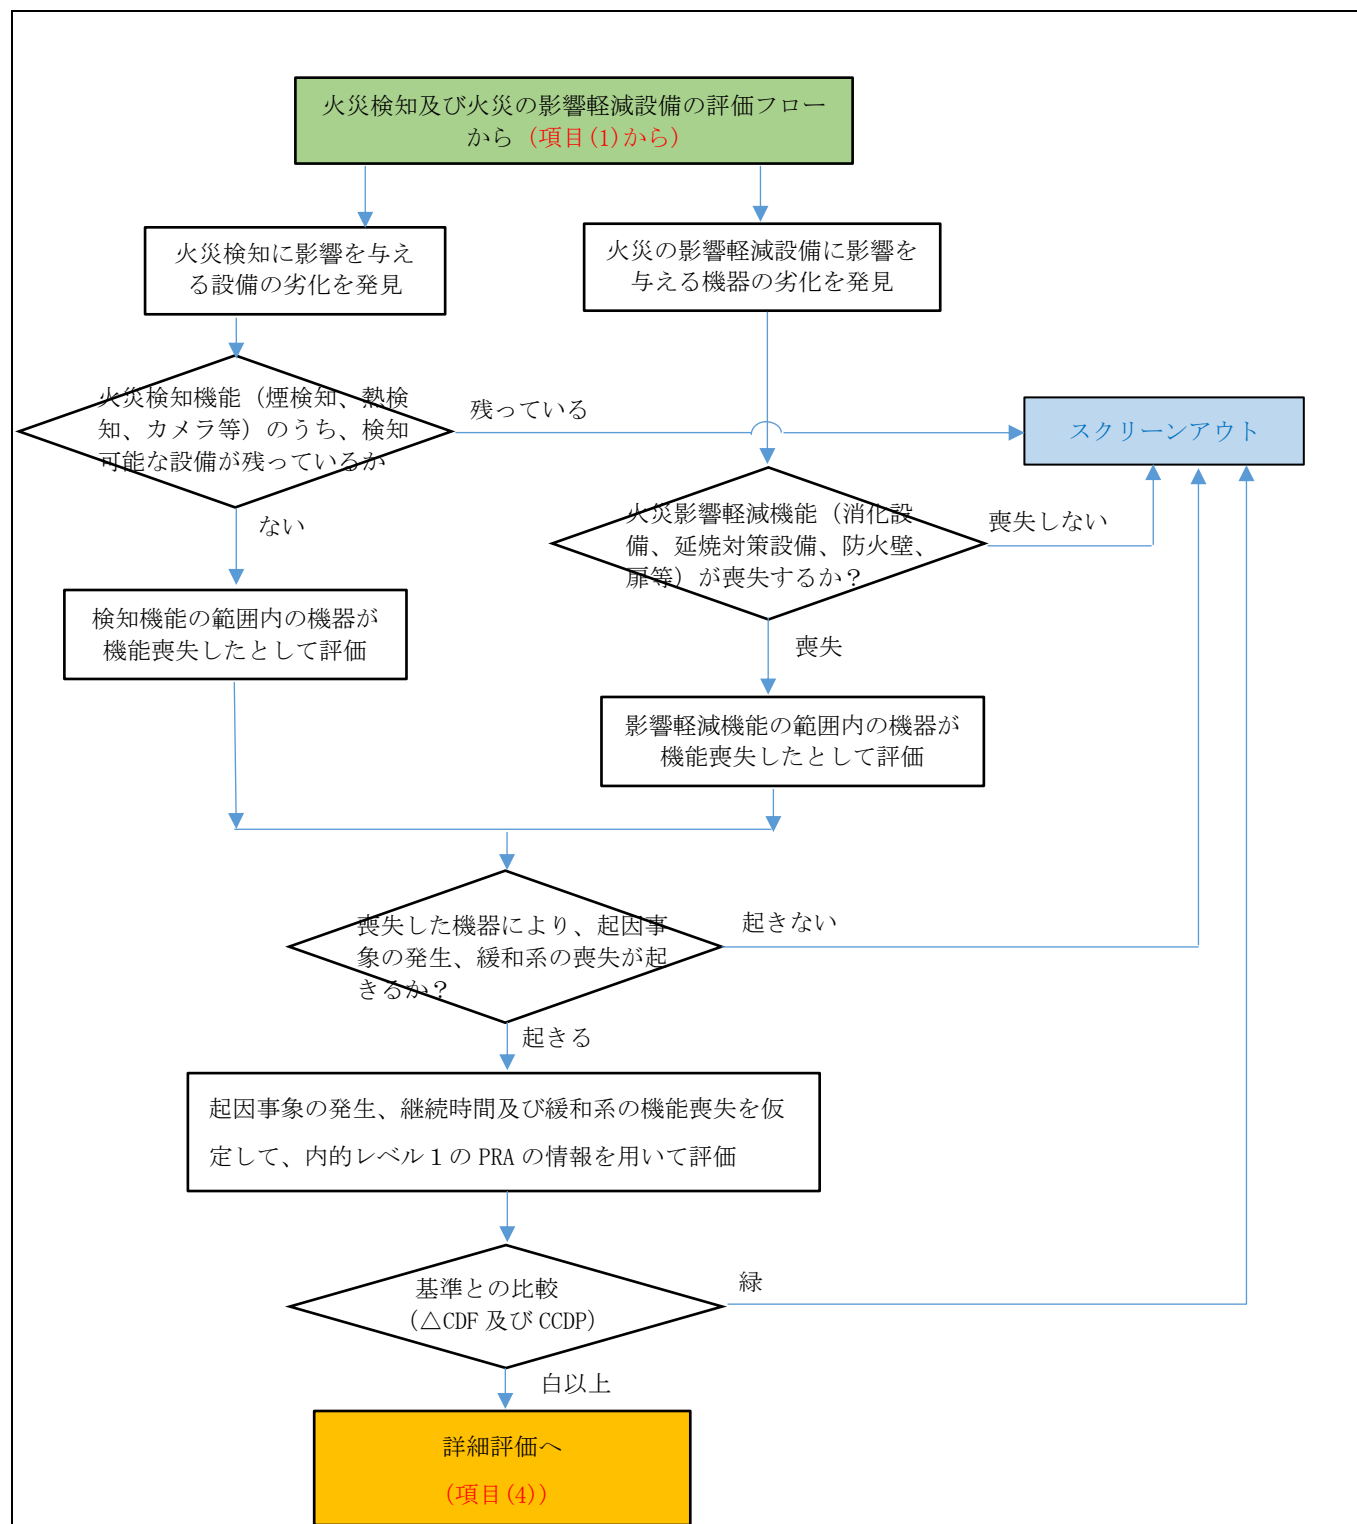 火災検知及び火災の影響軽減設備の評価フロー
から（項目(1)から）
火災検知に影響を与え
る設備の劣化を発見
火災の影響軽減設備に影響を
与える機器の劣化を発見
火災検知機能（煙検知、熱検
知、カメラ等）のうち、検知
可能な設備が残っているか
残っている
スクリーンアウト
ない
火災影響軽減機能（消化設
備、延焼対策設備、防火壁、
扉等）が喪失するか？
喪失しない
検知機能の範囲内の機器が
機能喪失したとして評価
喪失
影響軽減機能の範囲内の機器が
機能喪失したとして評価
喪失した機器により、起因事
象の発生、緩和系の喪失が起
きるか？
起きない
起きる
起因事象の発生、継続時間及び緩和系の機能喪失を仮
定して、内的レベル１の PRA の情報を用いて評価
基準との比較
（△CDF 及び CCDP）
緑
白以上
詳細評価へ
（項目(4)）